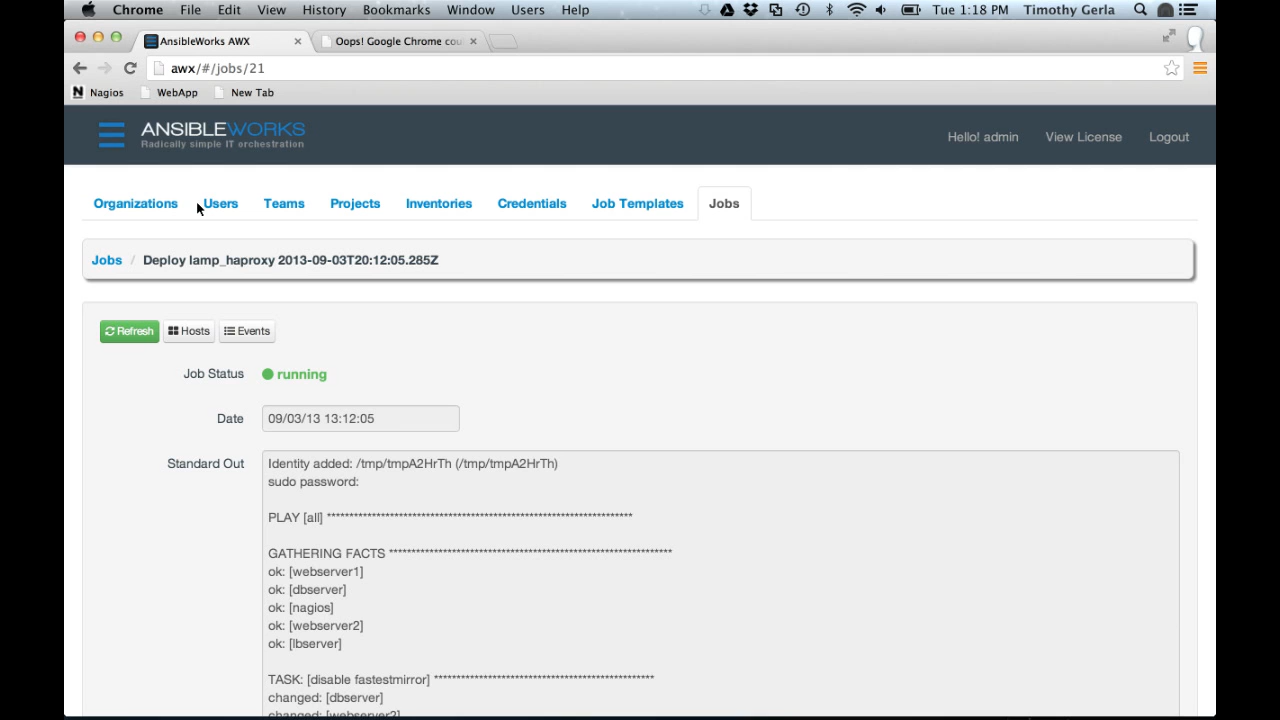 Chrome File Edit View History Bookmarks Window Users Help Tue 1:18 PM Timothy Gerla
AnsibleWorks AWX × Oops! Google Chrome cou ×
awx/#/jobs/21
N Nagios WebApp New Tab
ANSIBLEWORKS
Radically simple IT orchestration
Hello! admin View License Logout
Organizations Users Teams Projects Inventories Credentials Job Templates Jobs
Jobs / Deploy lamp_haproxy 2013-09-03T20:12:05.285Z
Refresh Hosts Events
Job Status running
Date 09/03/13 13:12:05
Standard Out Identity added: /tmp/tmpA2HrTh (/tmp/tmpA2HrTh)
sudo password:
PLAY [all] ********************************************************************
GATHERING FACTS ***************************************************************
ok: [webserver1]
ok: [dbserver]
ok: [nagios]
ok: [webserver2]
ok: [lbserver]
TASK: [disable fastestmirror] *************************************************
changed: [dbserver]
changed: [webserver2]